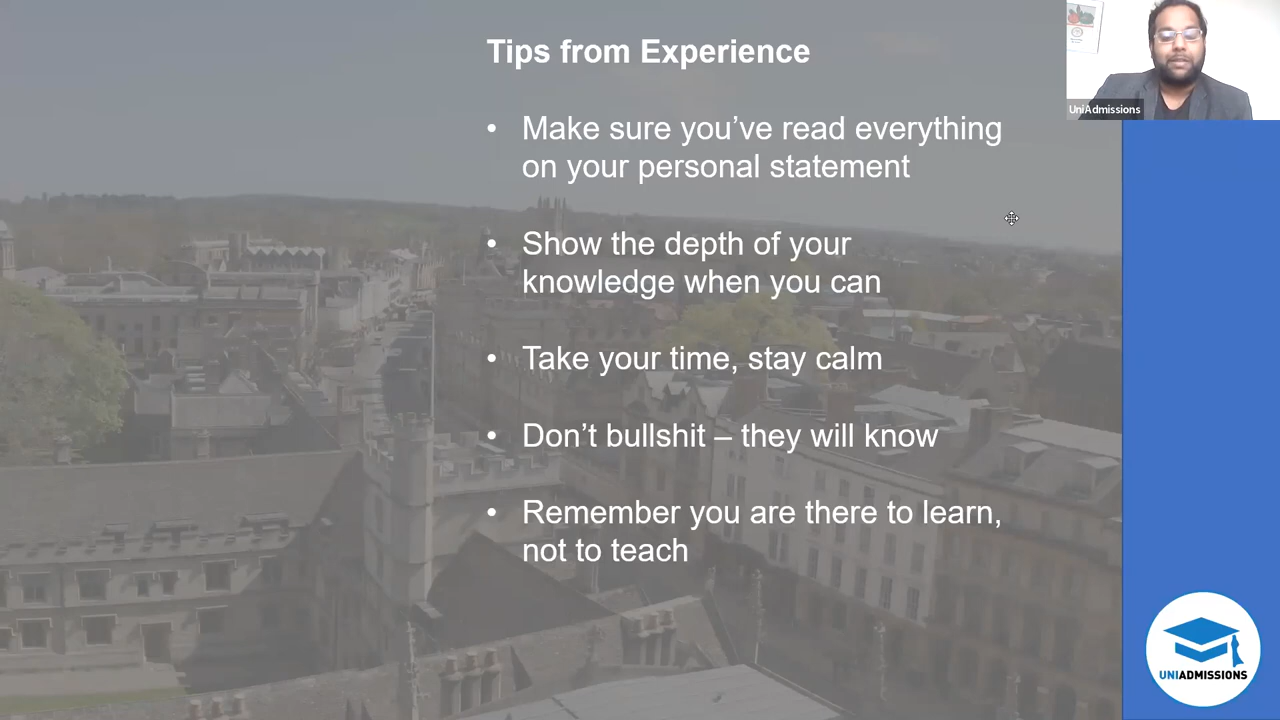 Tips from Experience
UniAdmissions
• Make sure you’ve read everything
on your personal statement
• Show the depth of your
knowledge when you can
• Take your time, stay calm
• Don’t bullshit – they will know
• Remember you are there to learn,
not to teach
UNIADMISSIONS